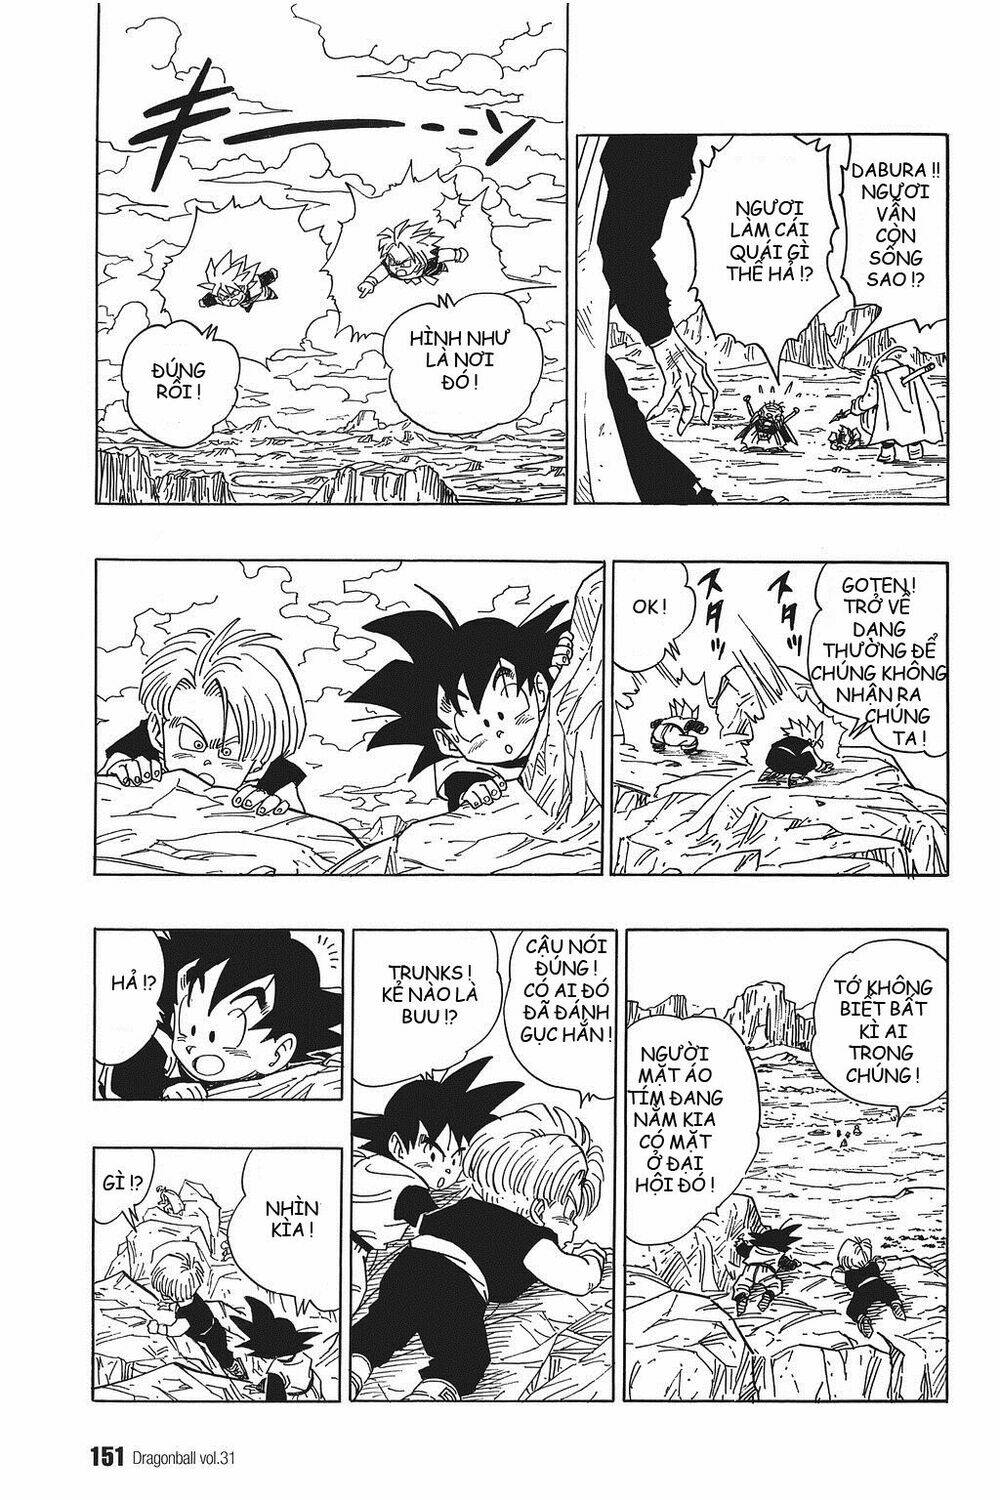 DABURA !!
NGƯƠI
VẪN
CÒN
SỐNG
SAO !?
NGƯƠI
LÀM CÁI
QUÁI GÌ
THẾ HẢ !?
キーーッ
HÌNH NHƯ
LÀ NƠI
ĐÓ !
ĐÚNG
RỒI !
GOTEN !
TRỞ VỀ
DẠNG
THƯỜNG ĐỂ
CHÚNG KHÔNG
NHẬN RA
CHÚNG
TA !
スタッ
スタッ
OK !
TỚ KHÔNG
BIẾT BẤT
KÌ AI
TRONG
CHÚNG !
NGƯỜI
MẶT ÁO
TÍM ĐANG
NẰM KIA
CÓ MẶT
Ở ĐẠI
HỘI ĐÓ !
CẬU NÓI
ĐÚNG !
CÓ AI ĐÓ
ĐÃ ĐÁNH
GỤC HẮN !
TRUNKS !
KẺ NÀO LÀ
BUU !?
HẢ !?
NHÌN
KÌA !
GÌ !?
151 Dragonball vol.31